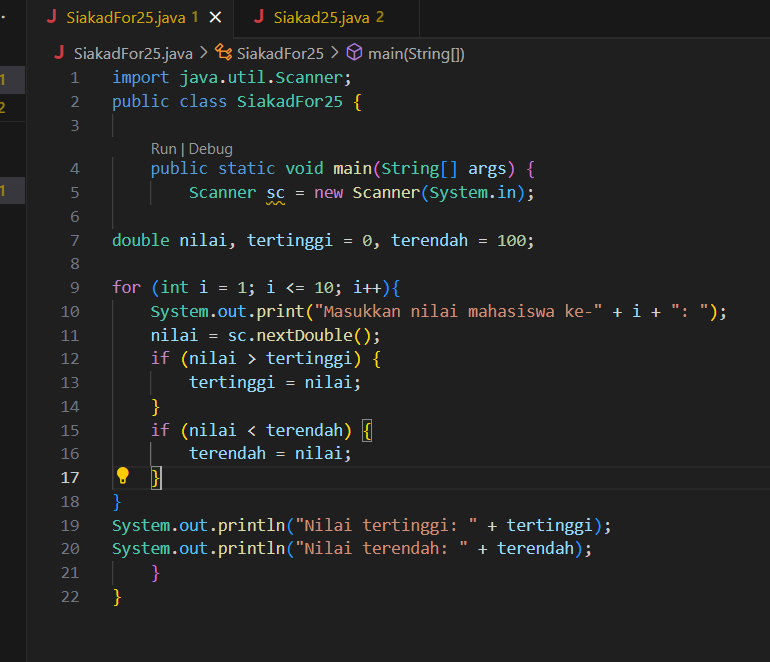 SiakadFor25.java 1 × Siakad25.java 2
SiakadFor25.java > SiakadFor25 > main(String[])
1 import java.util.Scanner;
2 public class SiakadFor25 {
3
Run | Debug
4 public static void main(String[] args) {
5 Scanner sc = new Scanner(System.in);
6
7 double nilai, tertinggi = 0, terendah = 100;
8
9 for (int i = 1; i <= 10; i++){
10 System.out.print("Masukkan nilai mahasiswa ke-" + i + ": ");
11 nilai = sc.nextDouble();
12 if (nilai > tertinggi) {
13 tertinggi = nilai;
14 }
15 if (nilai < terendah) {
16 terendah = nilai;
17 }
18 }
19 System.out.println("Nilai tertinggi: " + tertinggi);
20 System.out.println("Nilai terendah: " + terendah);
21 }
22 }
1
2
1